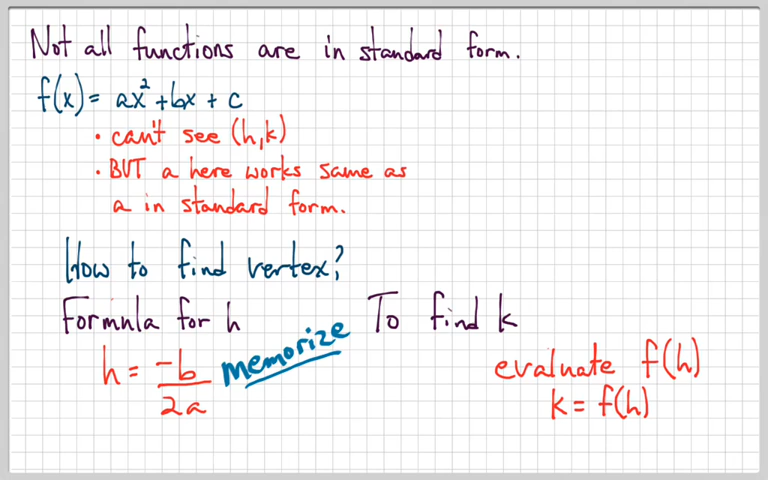 Not all functions are in standard form.
f(x) = ax² + bx + c
• can't see (h,k)
• BUT a here works same as
a in standard form.
How to find vertex?
Formula for h
h = -b/2a
memorize
To find k
evaluate f(h)
k = f(h)